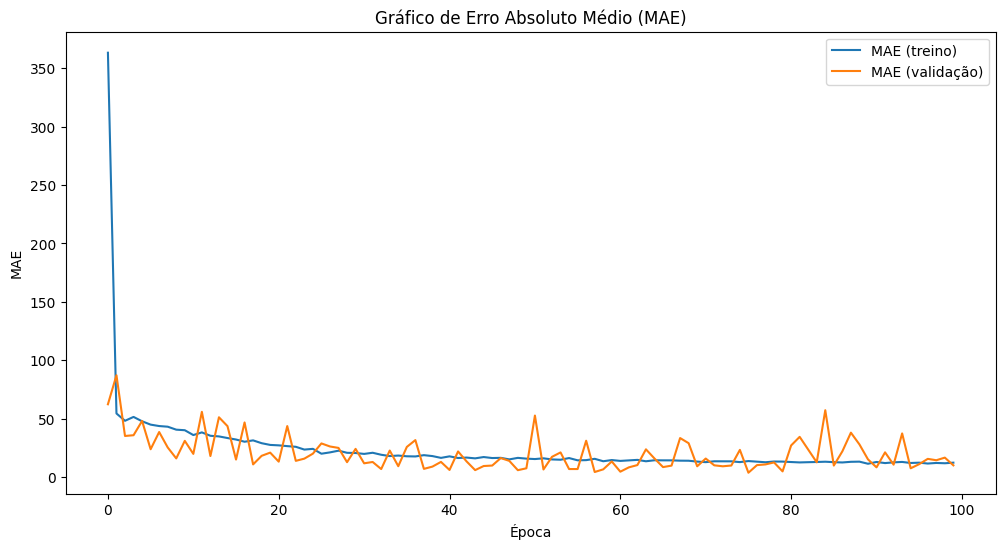 Gráfico de Erro Absoluto Médio (MAE)
MAE (treino)
MAE (validação)
350
300
250
200
150
100
50
0
MAE
0 20 40 60 80 100
Época